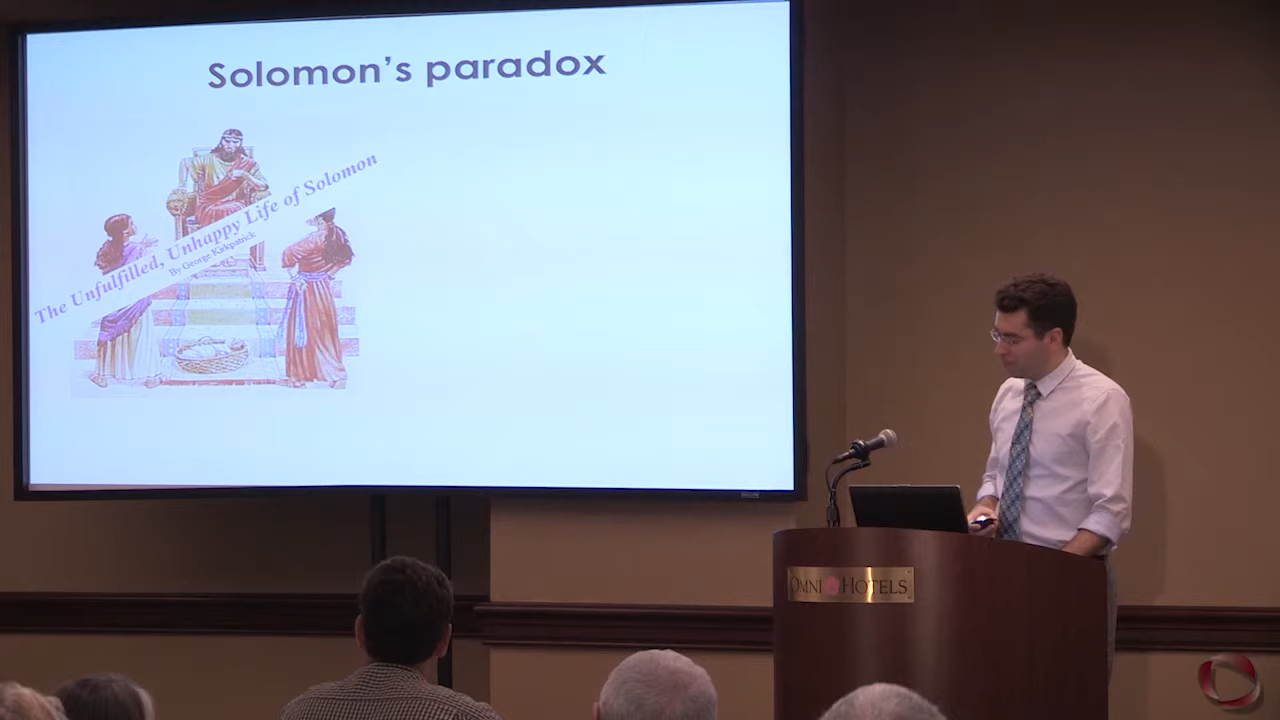 Solomon's paradox
The Unfulfilled, Unhappy Life of Solomon
By George Kirkpatrick
OMNI HOTELS